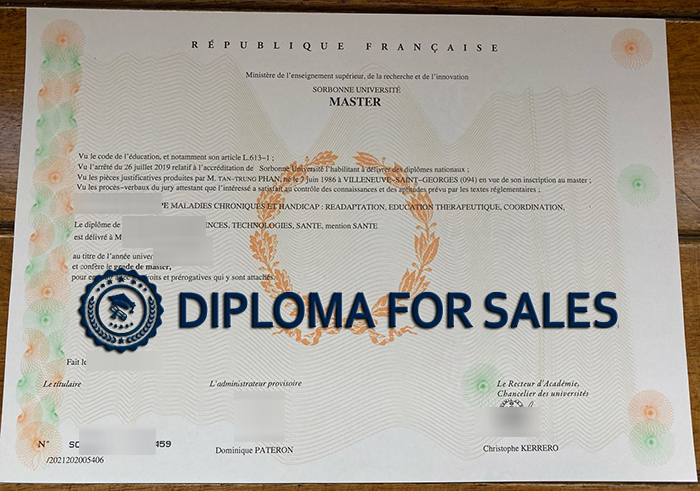 RÉPUBLIQUE FRANÇAISE
Ministère de l'enseignement supérieur, de la recherche et de l'innovation
SORBONNE UNIVERSITÉ
MASTER
Vu le code de l'éducation, et notamment son article L.613-1 ;
Vu l'arrêté du 26 juillet 2019 relatif à l'accréditation de Sorbonne Université l'habilitant à délivrer des diplômes nationaux ;
Vu les pièces justificatives produites par M. TAN-TRUNG PHAN, né le 7 juin 1986 à VILLENEUVE-SAINT-GEORGES (094) en vue de son inscription au master ;
Vu les procès-verbaux du jury attestant que l'intéressé a satisfait au contrôle des connaissances et des aptitudes prévu par les textes réglementaires ;
MALADIES CHRONIQUES ET HANDICAP : READAPTATION, EDUCATION THERAPEUTIQUE, COORDINATION,
Le diplôme de ENCES, TECHNOLOGIES, SANTE, mention SANTE
est délivré à M
au titre de l'année univer
et confère le grade de master,
pour en droits et prérogatives qui y sont attachés.
DIPLOMA FOR SALES
Fait le
Le titulaire
L'administrateur provisoire
Le Recteur d'Académie,
Chancelier des universités
N° SO 459
/2021202005406
Dominique PATERON
Christophe KERRERO